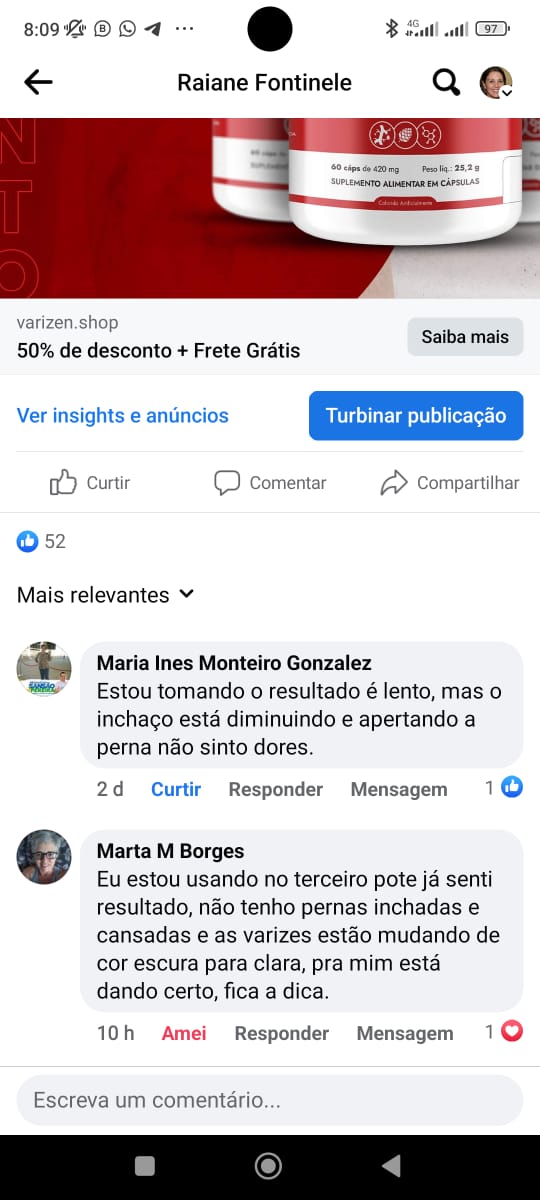 8:09
4G
97
Raiane Fontinele
N
T
O
60 cáps de 420 mg Peso líq.: 25,2 g
SUPLEMENTO ALIMENTAR EM CÁPSULAS
Colorido Artificialmente
varizen.shop
50% de desconto + Frete Grátis
Saiba mais
Ver insights e anúncios
Turbinar publicação
Curtir Comentar Compartilhar
52
Mais relevantes
Maria Ines Monteiro Gonzalez
Estou tomando o resultado é lento, mas o
inchaço está diminuindo e apertando a
perna não sinto dores.
2 d Curtir Responder Mensagem 1
Marta M Borges
Eu estou usando no terceiro pote já senti
resultado, não tenho pernas inchadas e
cansadas e as varizes estão mudando de
cor escura para clara, pra mim está
dando certo, fica a dica.
10 h Amei Responder Mensagem 1
Escreva um comentário...